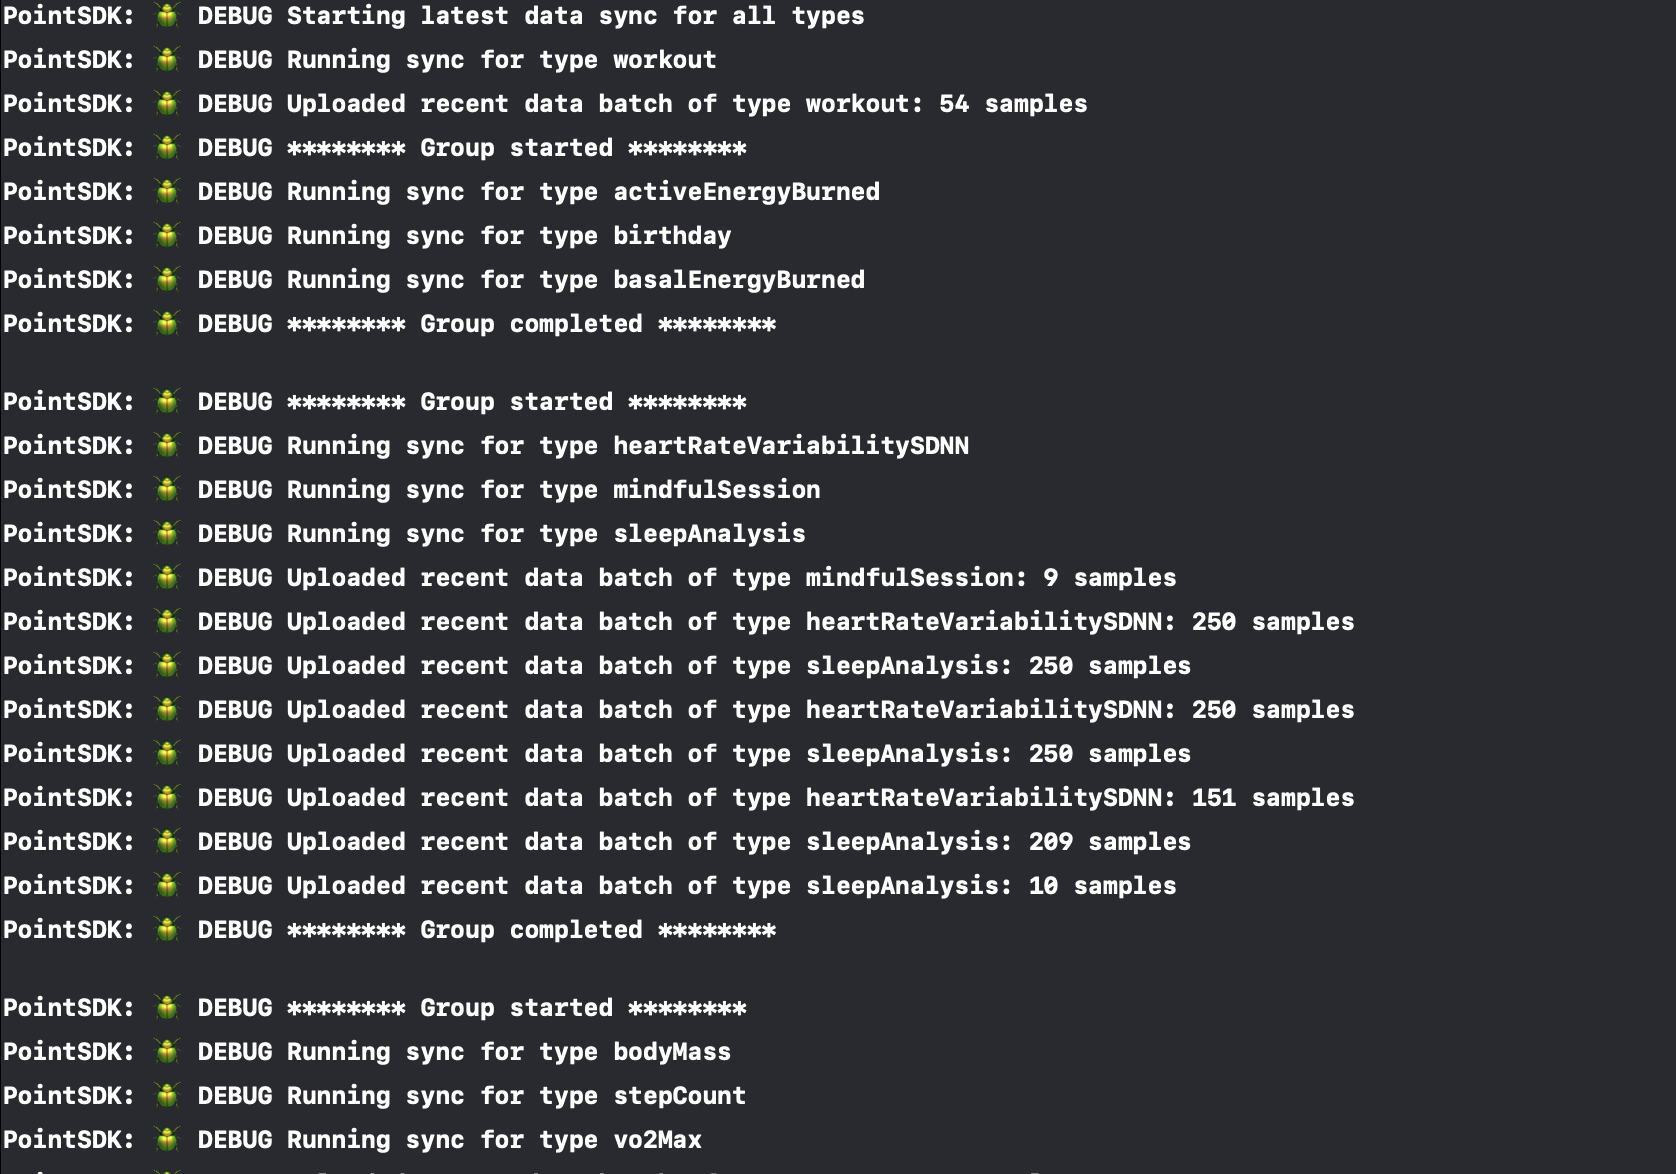 PointSDK: 🪲 DEBUG Starting latest data sync for all types
PointSDK: 🪲 DEBUG Running sync for type workout
PointSDK: 🪲 DEBUG Uploaded recent data batch of type workout: 54 samples
PointSDK: 🪲 DEBUG ******** Group started ********
PointSDK: 🪲 DEBUG Running sync for type activeEnergyBurned
PointSDK: 🪲 DEBUG Running sync for type birthday
PointSDK: 🪲 DEBUG Running sync for type basalEnergyBurned
PointSDK: 🪲 DEBUG ******** Group completed ********
PointSDK: 🪲 DEBUG ******** Group started ********
PointSDK: 🪲 DEBUG Running sync for type heartRateVariabilitySDNN
PointSDK: 🪲 DEBUG Running sync for type mindfulSession
PointSDK: 🪲 DEBUG Running sync for type sleepAnalysis
PointSDK: 🪲 DEBUG Uploaded recent data batch of type mindfulSession: 9 samples
PointSDK: 🪲 DEBUG Uploaded recent data batch of type heartRateVariabilitySDNN: 250 samples
PointSDK: 🪲 DEBUG Uploaded recent data batch of type sleepAnalysis: 250 samples
PointSDK: 🪲 DEBUG Uploaded recent data batch of type heartRateVariabilitySDNN: 250 samples
PointSDK: 🪲 DEBUG Uploaded recent data batch of type sleepAnalysis: 250 samples
PointSDK: 🪲 DEBUG Uploaded recent data batch of type heartRateVariabilitySDNN: 151 samples
PointSDK: 🪲 DEBUG Uploaded recent data batch of type sleepAnalysis: 209 samples
PointSDK: 🪲 DEBUG Uploaded recent data batch of type sleepAnalysis: 10 samples
PointSDK: 🪲 DEBUG ******** Group completed ********
PointSDK: 🪲 DEBUG ******** Group started ********
PointSDK: 🪲 DEBUG Running sync for type bodyMass
PointSDK: 🪲 DEBUG Running sync for type stepCount
PointSDK: 🪲 DEBUG Running sync for type vo2Max